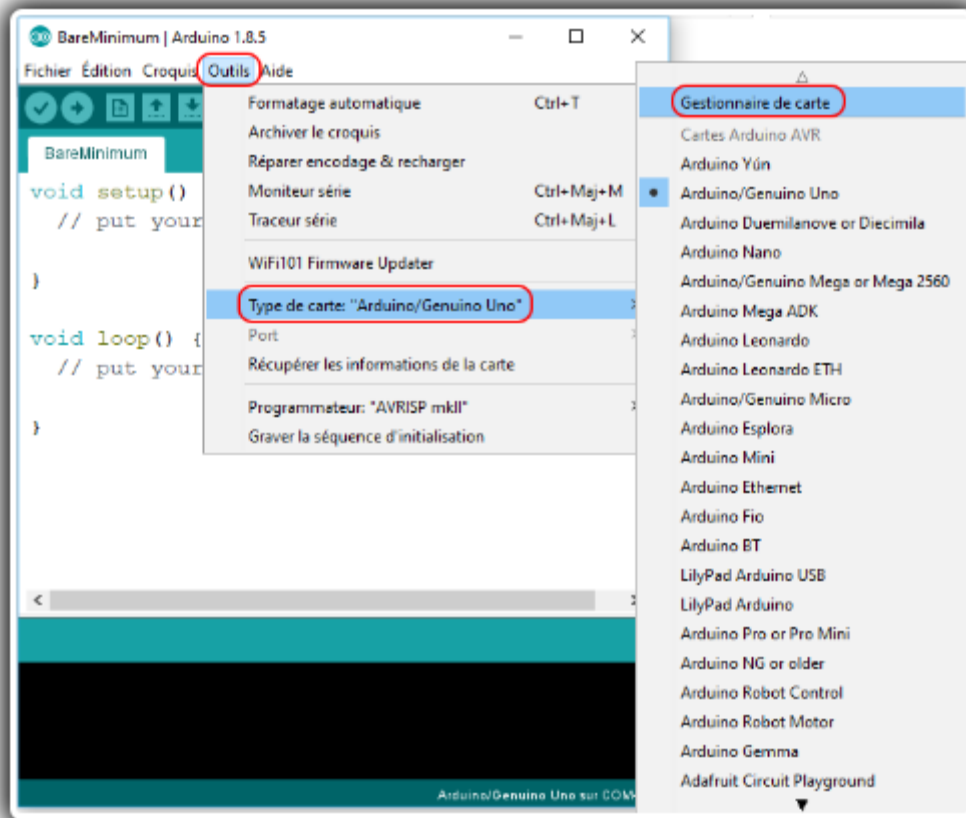 BareMinimum | Arduino 1.8.5
Fichier Édition Croquis Outils Aide
BareMinimum
void setup()
// put your
}
void loop() {
// put your
}
Formatage automatique Ctrl+T
Archiver le croquis
Réparer encodage & recharger
Moniteur série Ctrl+Maj+M
Traceur série Ctrl+Maj+L
WiFi101 Firmware Updater
Type de carte: "Arduino/Genuino Uno"
Port
Récupérer les informations de la carte
Programmateur: "AVRISP mkII"
Graver la séquence d'initialisation
Gestionnaire de carte
Cartes Arduino AVR
Arduino Yún
Arduino/Genuino Uno
Arduino Duemilanove or Diecimila
Arduino Nano
Arduino/Genuino Mega or Mega 2560
Arduino Mega ADK
Arduino Leonardo
Arduino Leonardo ETH
Arduino/Genuino Micro
Arduino Esplora
Arduino Mini
Arduino Ethernet
Arduino Fio
Arduino BT
LilyPad Arduino USB
LilyPad Arduino
Arduino Pro or Pro Mini
Arduino NG or older
Arduino Robot Control
Arduino Robot Motor
Arduino Gemma
Adafruit Circuit Playground
Arduino/Genuino Uno sur